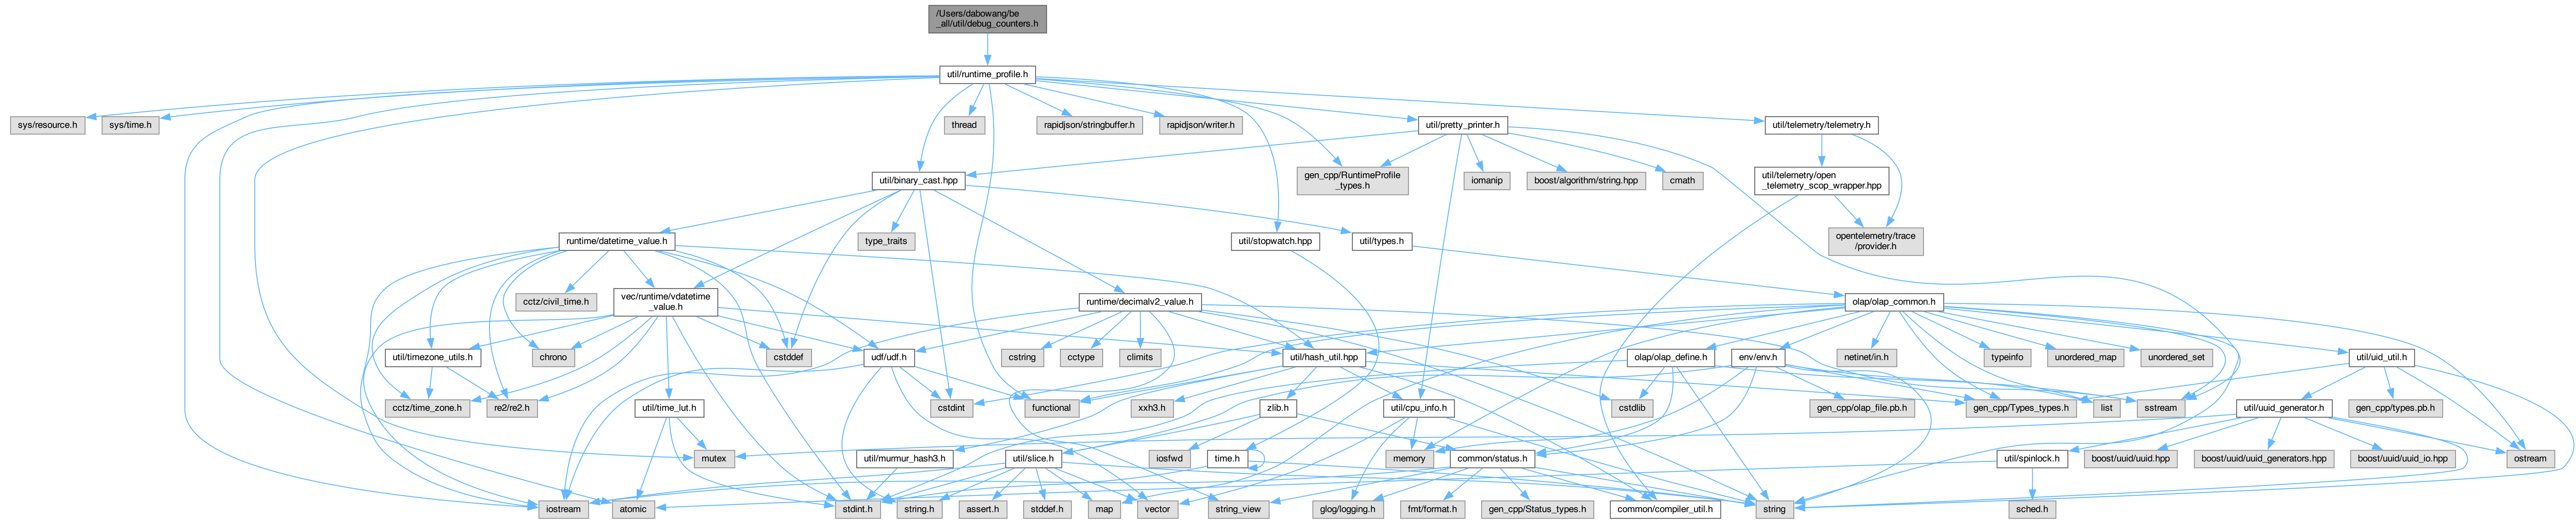 /Users/dabowang/be
_all/util/debug_counters.h
util/runtime_profile.h
sys/resource.h
sys/time.h
thread
rapidjson/stringbuffer.h
rapidjson/writer.h
util/pretty_printer.h
util/telemetry/telemetry.h
util/binary_cast.hpp
gen_cpp/RuntimeProfile
_types.h
iomanip
boost/algorithm/string.hpp
cmath
util/telemetry/open
_telemetry_scop_wrapper.hpp
runtime/datetime_value.h
type_traits
util/stopwatch.hpp
util/types.h
opentelemetry/trace
/provider.h
cctz/civil_time.h
vec/runtime/vdatetime
_value.h
runtime/decimalv2_value.h
olap/olap_common.h
util/timezone_utils.h
chrono
cstddef
udf/udf.h
cstring
cctype
climits
util/hash_util.hpp
olap/olap_define.h
env/env.h
netinet/in.h
typeinfo
unordered_map
unordered_set
util/uid_util.h
cctz/time_zone.h
re2/re2.h
util/time_lut.h
cstdint
functional
xxh3.h
zlib.h
util/cpu_info.h
cstdlib
gen_cpp/olap_file.pb.h
gen_cpp/Types_types.h
list
sstream
util/uuid_generator.h
gen_cpp/types.pb.h
mutex
util/murmur_hash3.h
util/slice.h
iosfwd
time.h
memory
common/status.h
util/spinlock.h
boost/uuid/uuid.hpp
boost/uuid/uuid_generators.hpp
boost/uuid/uuid_io.hpp
ostream
iostream
atomic
stdint.h
string.h
assert.h
stddef.h
map
vector
string_view
glog/logging.h
fmt/format.h
gen_cpp/Status_types.h
common/compiler_util.h
string
sched.h